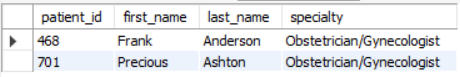 patient_id first_name last_name specialty
468 Frank Anderson Obstetrician/Gynecologist
701 Precious Ashton Obstetrician/Gynecologist